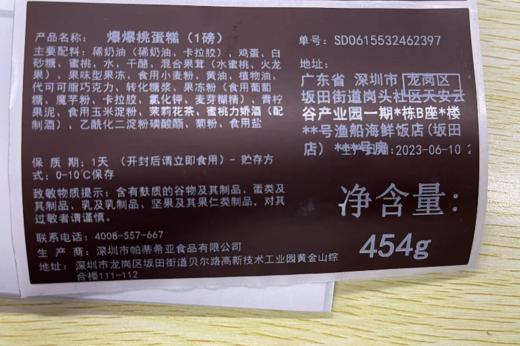 产品名称: 爆爆桃蛋糕（1磅）
主要配料: 稀奶油（稀奶油、卡拉胶）, 鸡蛋, 白
砂糖, 蜜桃, 水, 干酪, 混合果茸（水蜜桃, 火龙
果）, 果味型果冻, 食用小麦粉, 黄油, 植物油,
代可可脂巧克力, 转化糖浆, 果冻粉（食用葡萄
糖, 魔芋粉, 卡拉胶, 氯化钾, 麦芽糊精）, 青柠
果泥, 食用玉米淀粉, 茉莉花茶, 蜜桃力娇酒（配
制酒）, 乙酰化二淀粉磷酸酯, 葡粉, 食用盐
保 质 期: 1天 （开封后请立即食用）- 贮存方
式: 0-10℃保存
致敏物质提示: 含有麸质的谷物及其制品, 蛋类及
其制品, 乳及乳制品, 坚果及其果仁类制品, 对其
过敏者请谨慎。
联系电话: 4008-557-667
生 产 商: 深圳市帕蒂希亚食品有限公司
地址: 深圳市龙岗区坂田街道贝尔路高新技术工业园黄金山综
合楼111-112
单号: SD0615532462397
地址:
广东省 深圳市 龙岗区
坂田街道岗头社区天安云
谷产业园一期*栋B座*楼
**号渔船海鲜饭店(坂田
店) **号房
生产日期:2023-06-10
净含量:
454g